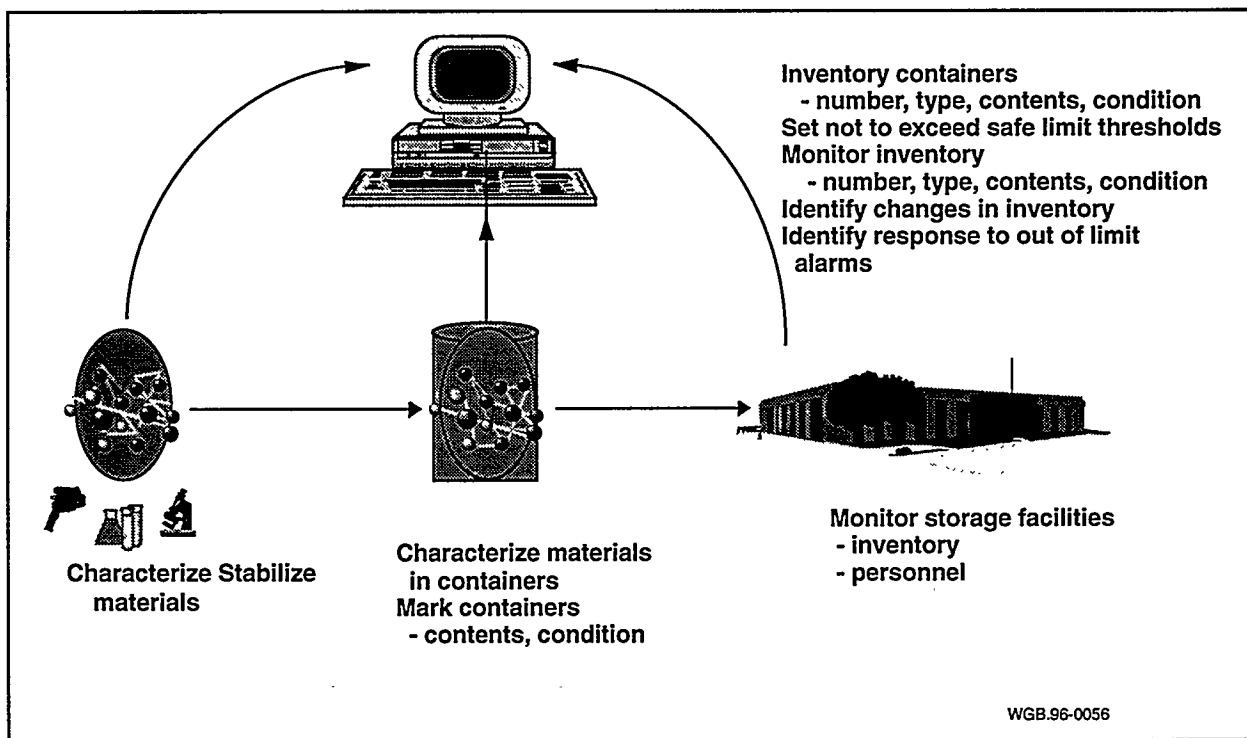 Inventory containers
- number, type, contents, condition
Set not to exceed safe limit thresholds
Monitor inventory
- number, type, contents, condition
Identify changes in inventory
Identify response to out of limit
alarms
Characterize Stabilize
materials
Characterize materials
in containers
Mark containers
- contents, condition
Monitor storage facilities
- inventory
- personnel
WGB.96-0056